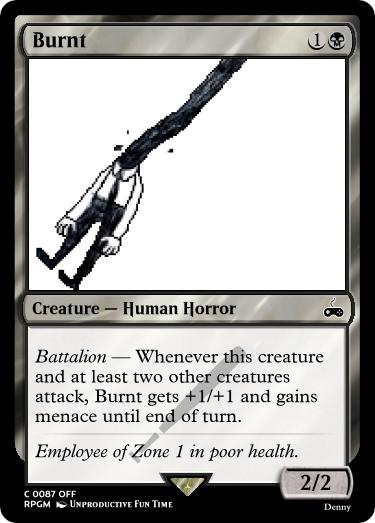 Burnt 1
Creature — Human Horror
Battalion — Whenever this creature
and at least two other creatures
attack, Burnt gets +1/+1 and gains
menace until end of turn.
Employee of Zone 1 in poor health.
2/2
C 0087 OFF
RPGM Unproductive Fun Time
Denny